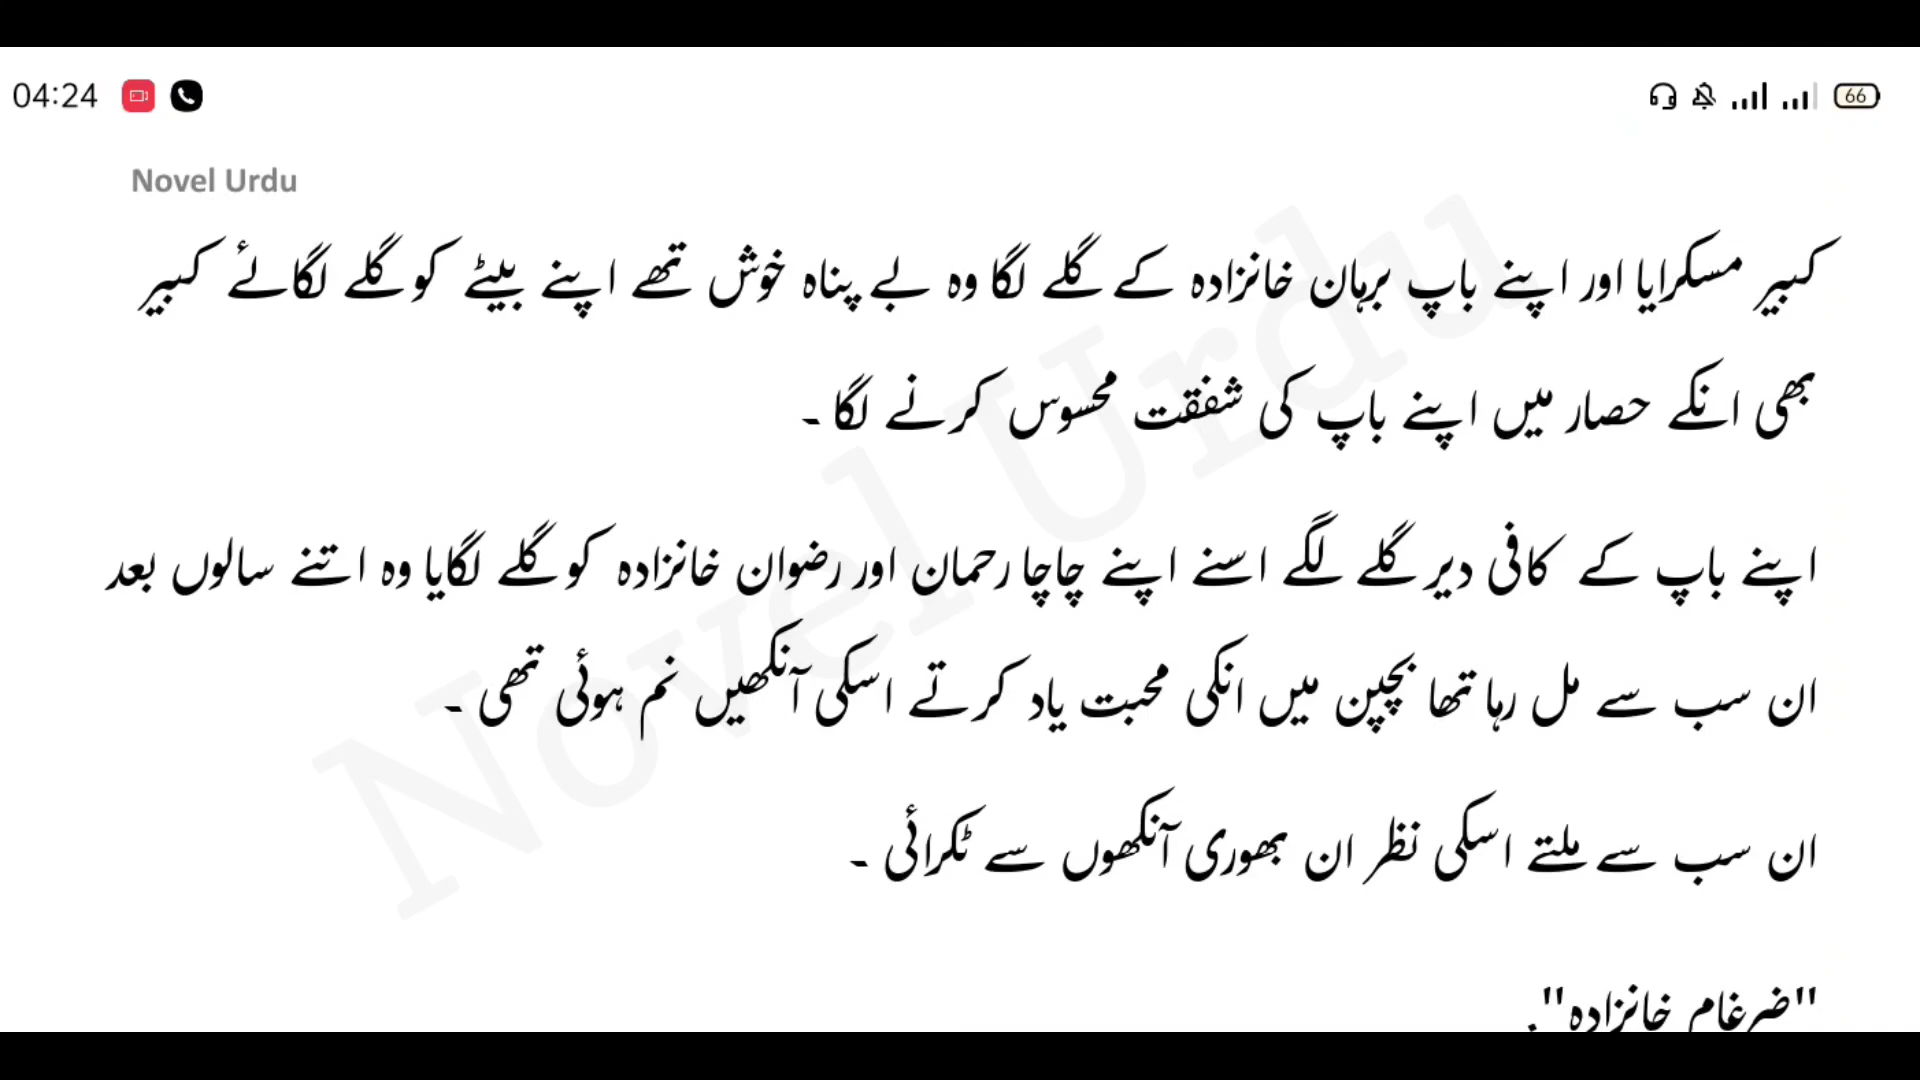 04:24
66
Novel Urdu
کبیر مسکرایا اور اپنے باپ برہان خانزادہ کے گلے لگا وہ بے پناہ خوش تھے اپنے بیٹے کو گلے لگائے کبیر
بھی انکے حصار میں اپنے باپ کی شفقت محسوس کرنے لگا ۔
اپنے باپ کے کافی دیر گلے لگے اسنے اپنے چاچا رحمان اور رضوان خانزادہ کو گلے لگایا وہ اتنے سالوں بعد
ان سب سے مل رہا تھا بچپن میں انکی محبت یاد کرتے اسکی آنکھیں نم ہوئی تھی ۔
ان سب سے ملتے اسکی نظر ان بھوری آنکھوں سے ٹکرائی ۔
"ضرغام خانزادہ".
Novel Urdu